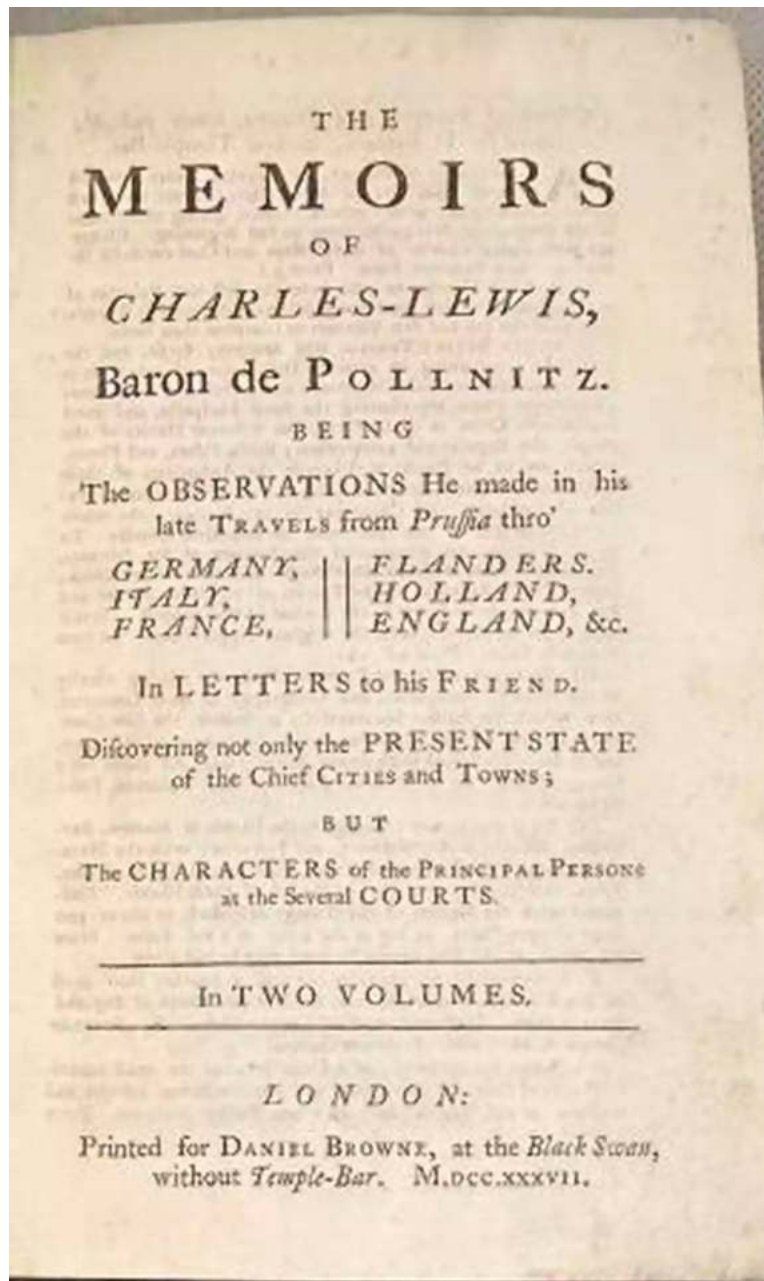 THE
MEMOIRS
OF
CHARLES-LEWIS,
Baron de POLLNITZ.
BEING
The OBSERVATIONS He made in his
late TRAVELS from Pruſſia thro'
GERMANY, FLANDERS.
ITALY, HOLLAND,
FRANCE, ENGLAND, &c.
In LETTERS to his FRIEND.
Diſcovering not only the PRESENT STATE
of the Chief CITIES and TOWNS;
BUT
The CHARACTERS of the PRINCIPAL PERSONS
at the Several COURTS.
In TWO VOLUMES.
LONDON:
Printed for DANIEL BROWNE, at the Black Swan,
without Temple-Bar. M.DCC.XXXVII.